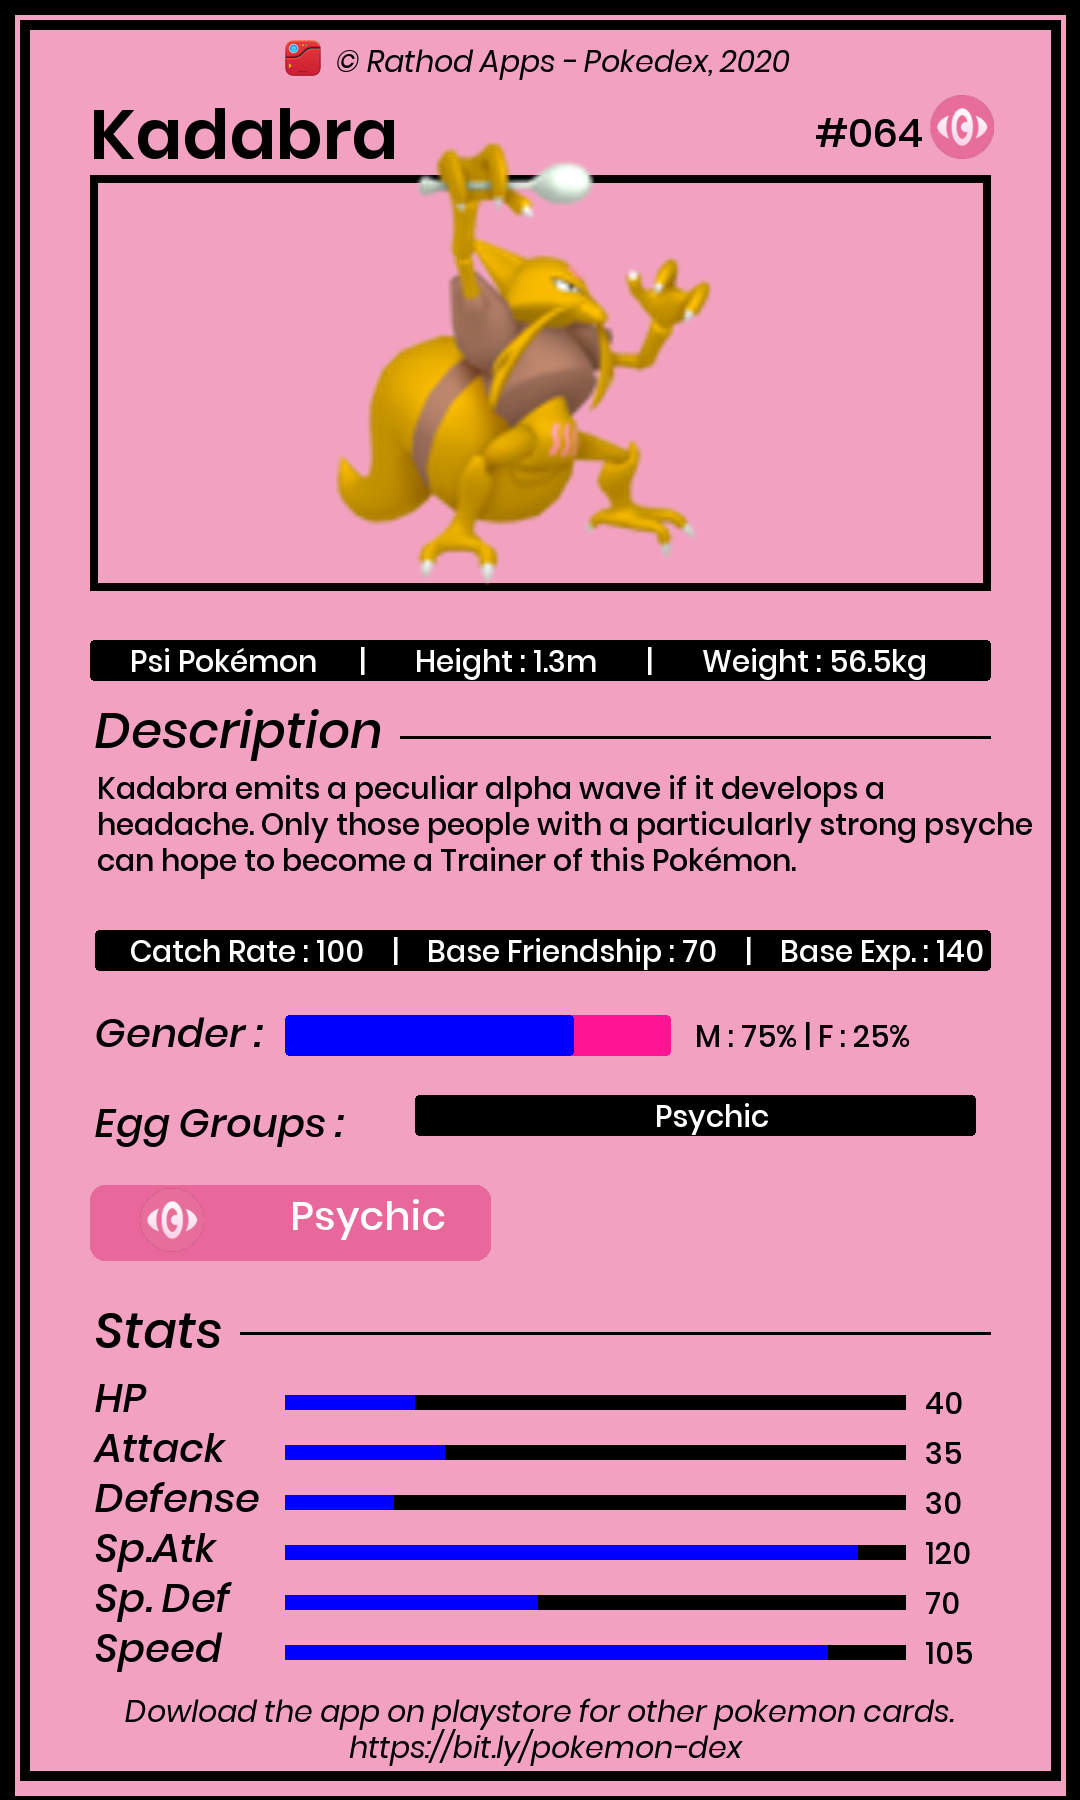 © Rathod Apps - Pokedex, 2020
Kadabra
#064
Psi Pokémon | Height : 1.3m | Weight : 56.5kg
Description
Kadabra emits a peculiar alpha wave if it develops a
headache. Only those people with a particularly strong psyche
can hope to become a Trainer of this Pokémon.
Catch Rate : 100 | Base Friendship : 70 | Base Exp. : 140
Gender : M : 75% | F : 25%
Egg Groups : Psychic
Psychic
Stats
HP 40
Attack 35
Defense 30
Sp.Atk 120
Sp. Def 70
Speed 105
Dowload the app on playstore for other pokemon cards.
https://bit.ly/pokemon-dex